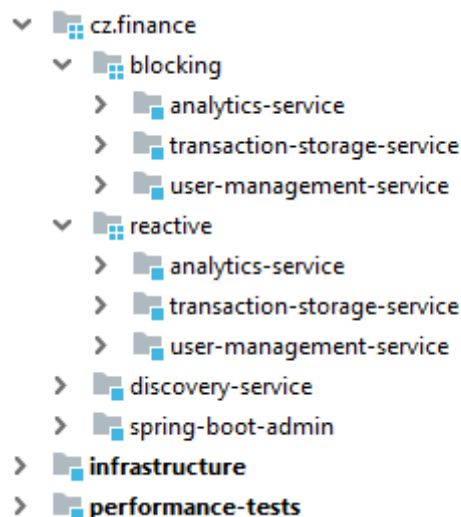 cz.finance
blocking
analytics-service
transaction-storage-service
user-management-service
reactive
analytics-service
transaction-storage-service
user-management-service
discovery-service
spring-boot-admin
infrastructure
performance-tests